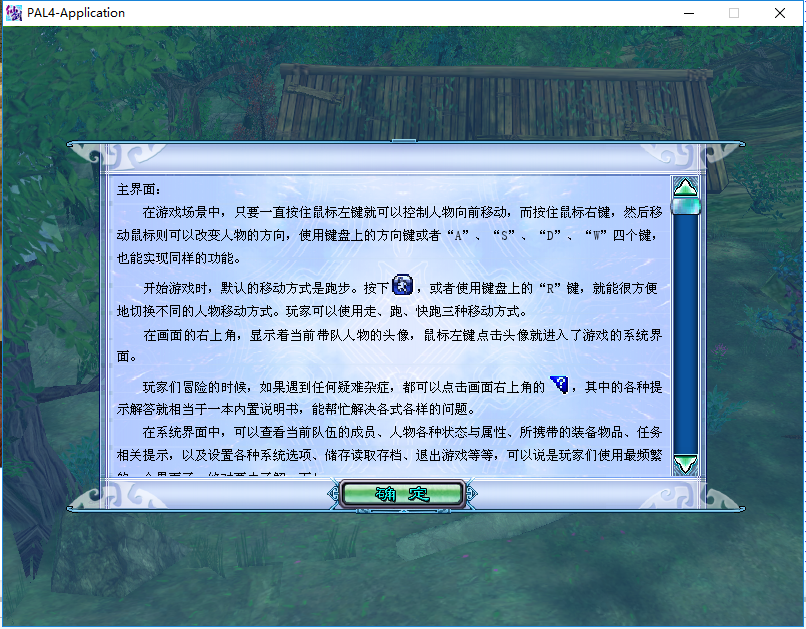 PAL4-Application
主界面：
在游戏场景中，只要一直按住鼠标左键就可以控制人物向前移动，而按住鼠标右键，然后移
动鼠标则可以改变人物的方向，使用键盘上的方向键或者“A”、“S”、“D”、“W”四个键，
也能实现同样的功能。
开始游戏时，默认的移动方式是跑步。按下，或者使用键盘上的“R”键，就能很方便
地切换不同的人物移动方式。玩家可以使用走、跑、快跑三种移动方式。
在画面的右上角，显示着当前带队人物的头像，鼠标左键点击头像就进入了游戏的系统界
面。
玩家们冒险的时候，如果遇到任何疑难杂症，都可以点击画面右上角的，其中的各种提
示解答就相当于一本内置说明书，能帮忙解决各式各样的问题。
在系统界面中，可以查看当前队伍的成员、人物各种状态与属性、所携带的装备物品、任务
相关提示，以及设置各种系统选项、储存读取存档、退出游戏等等，可以说是玩家们使用最频繁
确 定